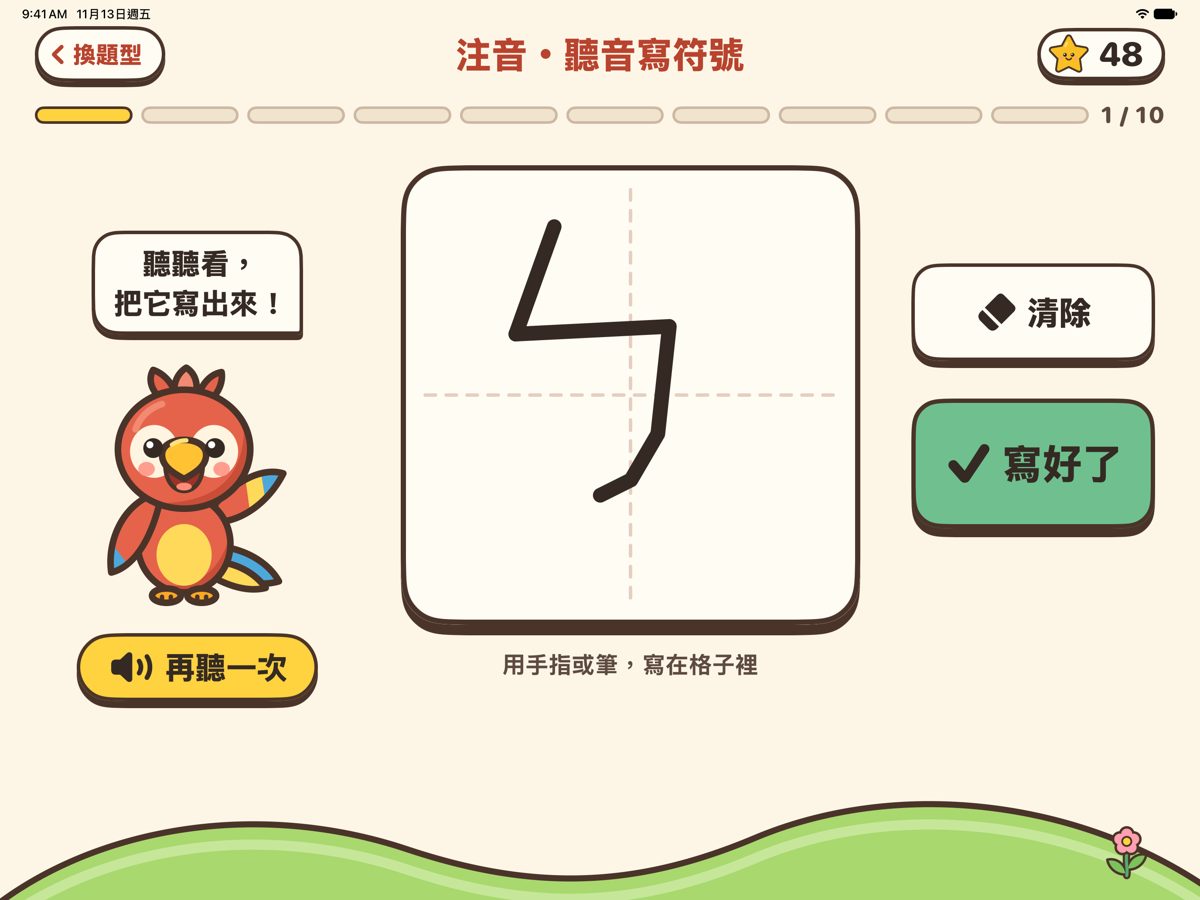 9:41 AM 11月13日週五
換題型
注音・聽音寫符號
48
1 / 10
聽聽看，
把它寫出來！
ㄣ
清除
寫好了
再聽一次
用手指或筆，寫在格子裡